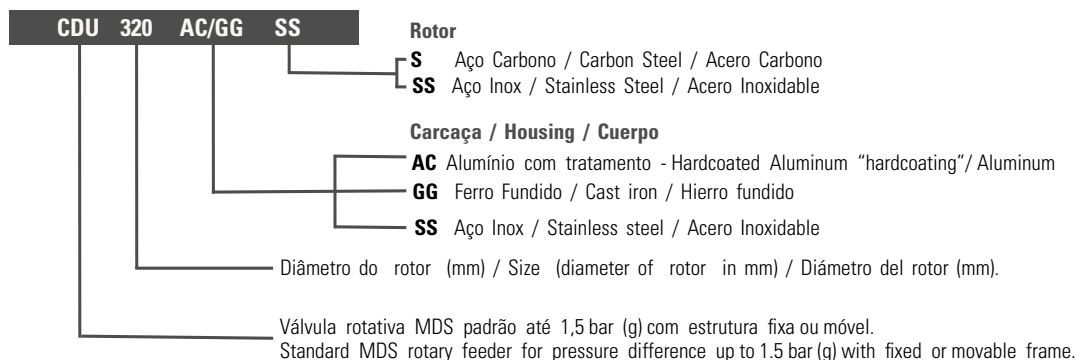 CDU 320 AC/GG SS
Rotor
S Aço Carbono / Carbon Steel / Acero Carbono
SS Aço Inox / Stainless Steel / Acero Inoxidable
Carcaça / Housing / Cuerpo
AC Alumínio com tratamento - Hardcoated Aluminum “hardcoating”/ Aluminum
GG Ferro Fundido / Cast iron / Hierro fundido
SS Aço Inox / Stainless steel / Acero Inoxidable
Diâmetro do rotor (mm) / Size (diameter of rotor in mm) / Diámetro del rotor (mm).
Válvula rotativa MDS padrão até 1,5 bar (g) com estrutura fixa ou móvel.
Standard MDS rotary feeder for pressure difference up to 1.5 bar (g) with fixed or movable frame.